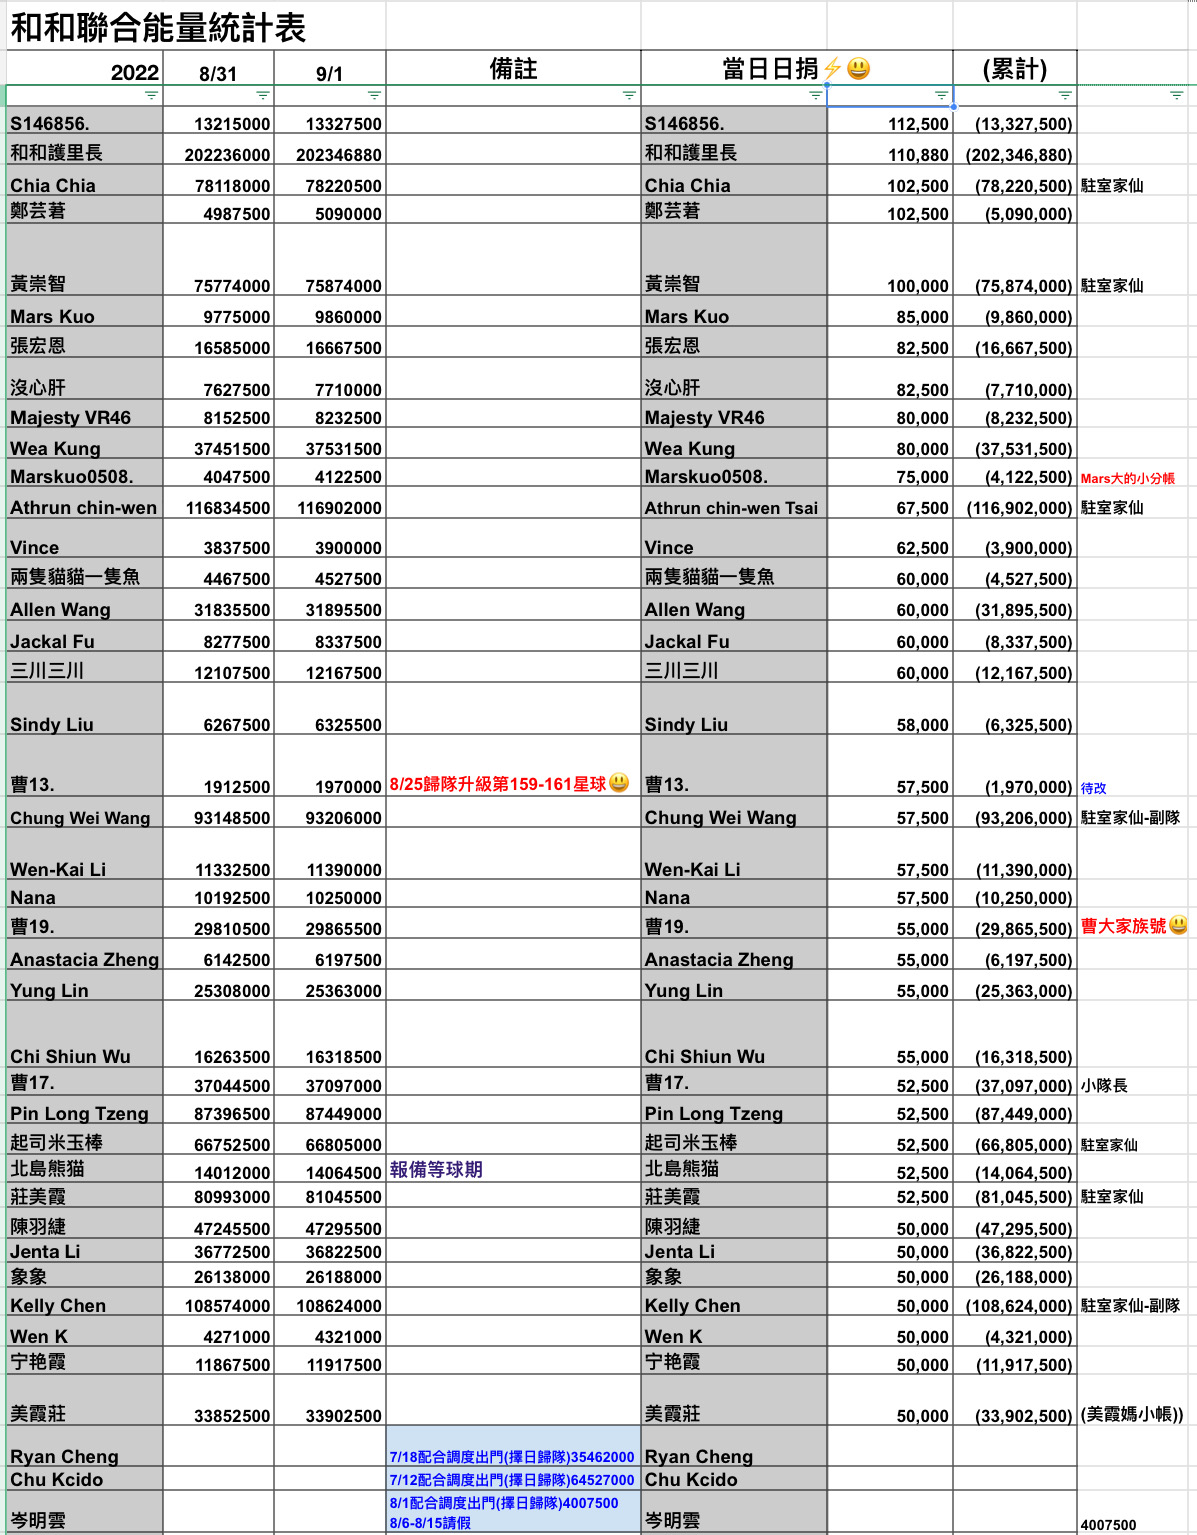 和和聯合能量統計表
2022 8/31 9/1 備註 當日日捐⚡😃 (累計)
S146856. 13215000 13327500 S146856. 112,500 (13,327,500)
和和護里長 202236000 202346880 和和護里長 110,880 (202,346,880)
Chia Chia 78118000 78220500 Chia Chia 102,500 (78,220,500) 駐室家仙
鄭芸莙 4987500 5090000 鄭芸莙 102,500 (5,090,000)
黃崇智 75774000 75874000 黃崇智 100,000 (75,874,000) 駐室家仙
Mars Kuo 9775000 9860000 Mars Kuo 85,000 (9,860,000)
張宏恩 16585000 16667500 張宏恩 82,500 (16,667,500)
沒心肝 7627500 7710000 沒心肝 82,500 (7,710,000)
Majesty VR46 8152500 8232500 Majesty VR46 80,000 (8,232,500)
Wea Kung 37451500 37531500 Wea Kung 80,000 (37,531,500)
Marskuo0508. 4047500 4122500 Marskuo0508. 75,000 (4,122,500) Mars大的小分帳
Athrun chin-wen 116834500 116902000 Athrun chin-wen Tsai 67,500 (116,902,000) 駐室家仙
Vince 3837500 3900000 Vince 62,500 (3,900,000)
兩隻貓貓一隻魚 4467500 4527500 兩隻貓貓一隻魚 60,000 (4,527,500)
Allen Wang 31835500 31895500 Allen Wang 60,000 (31,895,500)
Jackal Fu 8277500 8337500 Jackal Fu 60,000 (8,337,500)
三川三川 12107500 12167500 三川三川 60,000 (12,167,500)
Sindy Liu 6267500 6325500 Sindy Liu 58,000 (6,325,500)
曹13. 1912500 1970000 8/25歸隊升級第159-161星球😃 曹13. 57,500 (1,970,000) 待改
Chung Wei Wang 93148500 93206000 Chung Wei Wang 57,500 (93,206,000) 駐室家仙-副隊
Wen-Kai Li 11332500 11390000 Wen-Kai Li 57,500 (11,390,000)
Nana 10192500 10250000 Nana 57,500 (10,250,000)
曹19. 29810500 29865500 曹19. 55,000 (29,865,500) 曹大家族號😃
Anastacia Zheng 6142500 6197500 Anastacia Zheng 55,000 (6,197,500)
Yung Lin 25308000 25363000 Yung Lin 55,000 (25,363,000)
Chi Shiun Wu 16263500 16318500 Chi Shiun Wu 55,000 (16,318,500)
曹17. 37044500 37097000 曹17. 52,500 (37,097,000) 小隊長
Pin Long Tzeng 87396500 87449000 Pin Long Tzeng 52,500 (87,449,000)
起司米玉棒 66752500 66805000 起司米玉棒 52,500 (66,805,000) 駐室家仙
北島熊猫 14012000 14064500 報備等球期 北島熊猫 52,500 (14,064,500)
莊美霞 80993000 81045500 莊美霞 52,500 (81,045,500) 駐室家仙
陳羽緁 47245500 47295500 陳羽緁 50,000 (47,295,500)
Jenta Li 36772500 36822500 Jenta Li 50,000 (36,822,500)
象象 26138000 26188000 象象 50,000 (26,188,000)
Kelly Chen 108574000 108624000 Kelly Chen 50,000 (108,624,000) 駐室家仙-副隊
Wen K 4271000 4321000 Wen K 50,000 (4,321,000)
宁艳霞 11867500 11917500 宁艳霞 50,000 (11,917,500)
美霞莊 33852500 33902500 美霞莊 50,000 (33,902,500) (美霞媽小帳))
Ryan Cheng 7/18配合調度出門(擇日歸隊)35462000 Ryan Cheng
Chu Kcido 7/12配合調度出門(擇日歸隊)64527000 Chu Kcido
8/1配合調度出門(擇日歸隊)4007500
岑明雲 8/6-8/15請假 岑明雲 4007500